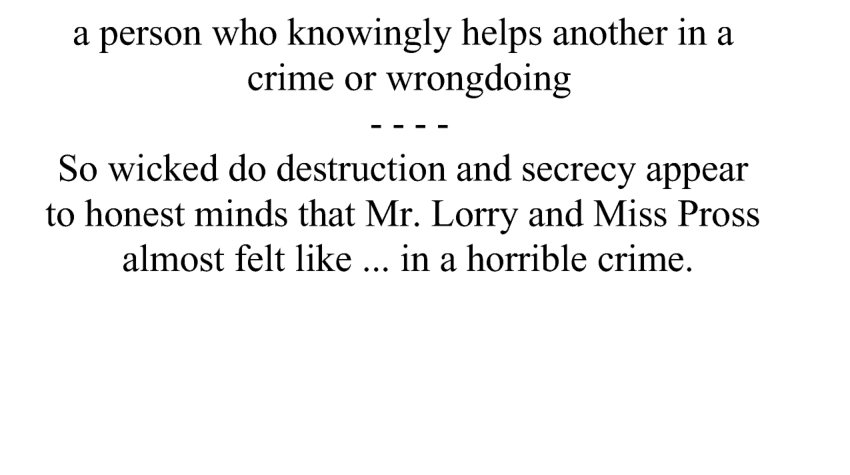 a person who knowingly helps another in a
crime or wrongdoing
- - - -
So wicked do destruction and secrecy appear
to honest minds that Mr. Lorry and Miss Pross
almost felt like ... in a horrible crime.